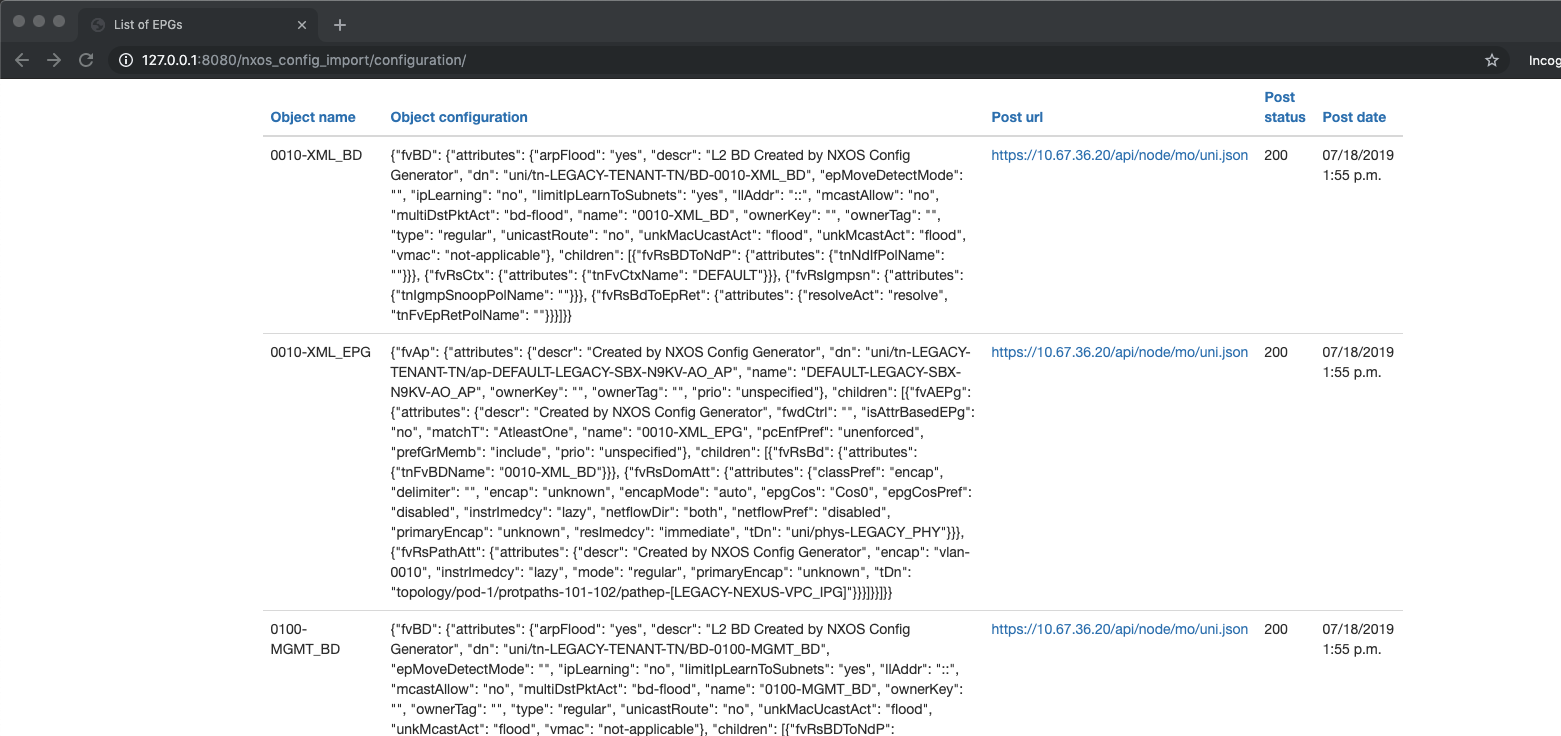 List of EPGs
127.0.0.1:8080/nxos_config_import/configuration/
Incog
Object name
Object configuration
Post url
Post
status
Post date
0010-XML_BD
{"fvBD": {"attributes": {"arpFlood": "yes", "descr": "L2 BD Created by NXOS Config
Generator", "dn": "uni/tn-LEGACY-TENANT-TN/BD-0010-XML_BD", "epMoveDetectMode":
"", "ipLearning": "no", "limitIpLearnToSubnets": "yes", "llAddr": "::", "mcastAllow": "no",
"multiDstPktAct": "bd-flood", "name": "0010-XML_BD", "ownerKey": "", "ownerTag": "",
"type": "regular", "unicastRoute": "no", "unkMacUcastAct": "flood", "unkMcastAct": "flood",
"vmac": "not-applicable"}, "children": [{"fvRsBDToNdP": {"attributes": {"tnNdIfPolName":
""}}}, {"fvRsCtx": {"attributes": {"tnFvCtxName": "DEFAULT"}}}, {"fvRsIgmpsn": {"attributes":
{"tnIgmpSnoopPolName": ""}}}, {"fvRsBdToEpRet": {"attributes": {"resolveAct": "resolve",
"tnFvEpRetPolName": ""}}}]}}
https://10.67.36.20/api/node/mo/uni.json
200
07/18/2019
1:55 p.m.
0010-XML_EPG
{"fvAp": {"attributes": {"descr": "Created by NXOS Config Generator", "dn": "uni/tn-LEGACY-
TENANT-TN/ap-DEFAULT-LEGACY-SBX-N9KV-AO_AP", "name": "DEFAULT-LEGACY-SBX-
N9KV-AO_AP", "ownerKey": "", "ownerTag": "", "prio": "unspecified"}, "children": [{"fvAEPg":
{"attributes": {"descr": "Created by NXOS Config Generator", "fwdCtrl": "", "isAttrBasedEPg":
"no", "matchT": "AtleastOne", "name": "0010-XML_EPG", "pcEnfPref": "unenforced",
"prefGrMemb": "include", "prio": "unspecified"}, "children": [{"fvRsBd": {"attributes":
{"tnFvBDName": "0010-XML_BD"}}}, {"fvRsDomAtt": {"attributes": {"classPref": "encap",
"delimiter": "", "encap": "unknown", "encapMode": "auto", "epgCos": "Cos0", "epgCosPref":
"disabled", "instrImedcy": "lazy", "netflowDir": "both", "netflowPref": "disabled",
"primaryEncap": "unknown", "resImedcy": "immediate", "tDn": "uni/phys-LEGACY_PHY"}}},
{"fvRsPathAtt": {"attributes": {"descr": "Created by NXOS Config Generator", "encap": "vlan-
0010", "instrImedcy": "lazy", "mode": "regular", "primaryEncap": "unknown", "tDn":
"topology/pod-1/protpaths-101-102/pathep-[LEGACY-NEXUS-VPC_IPG]"}}}]}}]}}
https://10.67.36.20/api/node/mo/uni.json
200
07/18/2019
1:55 p.m.
0100-
MGMT_BD
{"fvBD": {"attributes": {"arpFlood": "yes", "descr": "L2 BD Created by NXOS Config
Generator", "dn": "uni/tn-LEGACY-TENANT-TN/BD-0100-MGMT_BD",
"epMoveDetectMode": "", "ipLearning": "no", "limitIpLearnToSubnets": "yes", "llAddr": "::",
"mcastAllow": "no", "multiDstPktAct": "bd-flood", "name": "0100-MGMT_BD", "ownerKey":
"", "ownerTag": "", "type": "regular", "unicastRoute": "no", "unkMacUcastAct": "flood",
"unkMcastAct": "flood", "vmac": "not-applicable"}, "children": [{"fvRsBDToNdP":
https://10.67.36.20/api/node/mo/uni.json
200
07/18/2019
1:55 p.m.